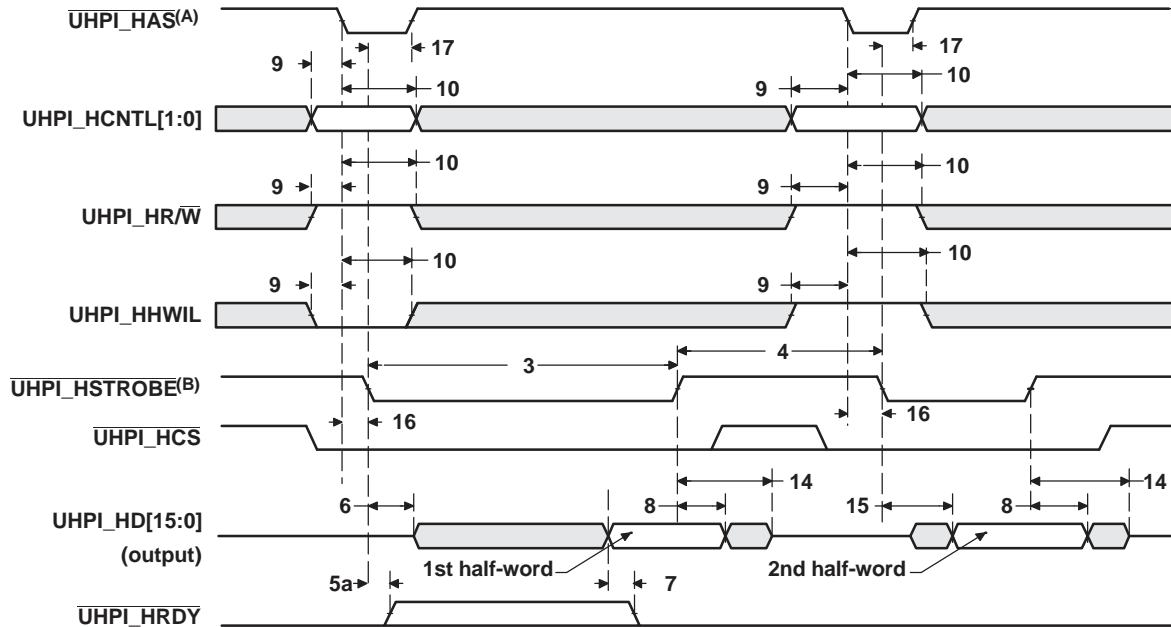 UHPI_HAS(A)
17
17
9
10
10
9
UHPI_HCNTL[1:0]
10
10
9
9
UHPI_HR/W
10
10
9
9
UHPI_HHWIL
3
4
UHPI_HSTROBE(B)
16
16
UHPI_HCS
14
14
6
8
15
8
UHPI_HD[15:0]
(output)
1st half-word
2nd half-word
5a
7
UHPI_HRDY